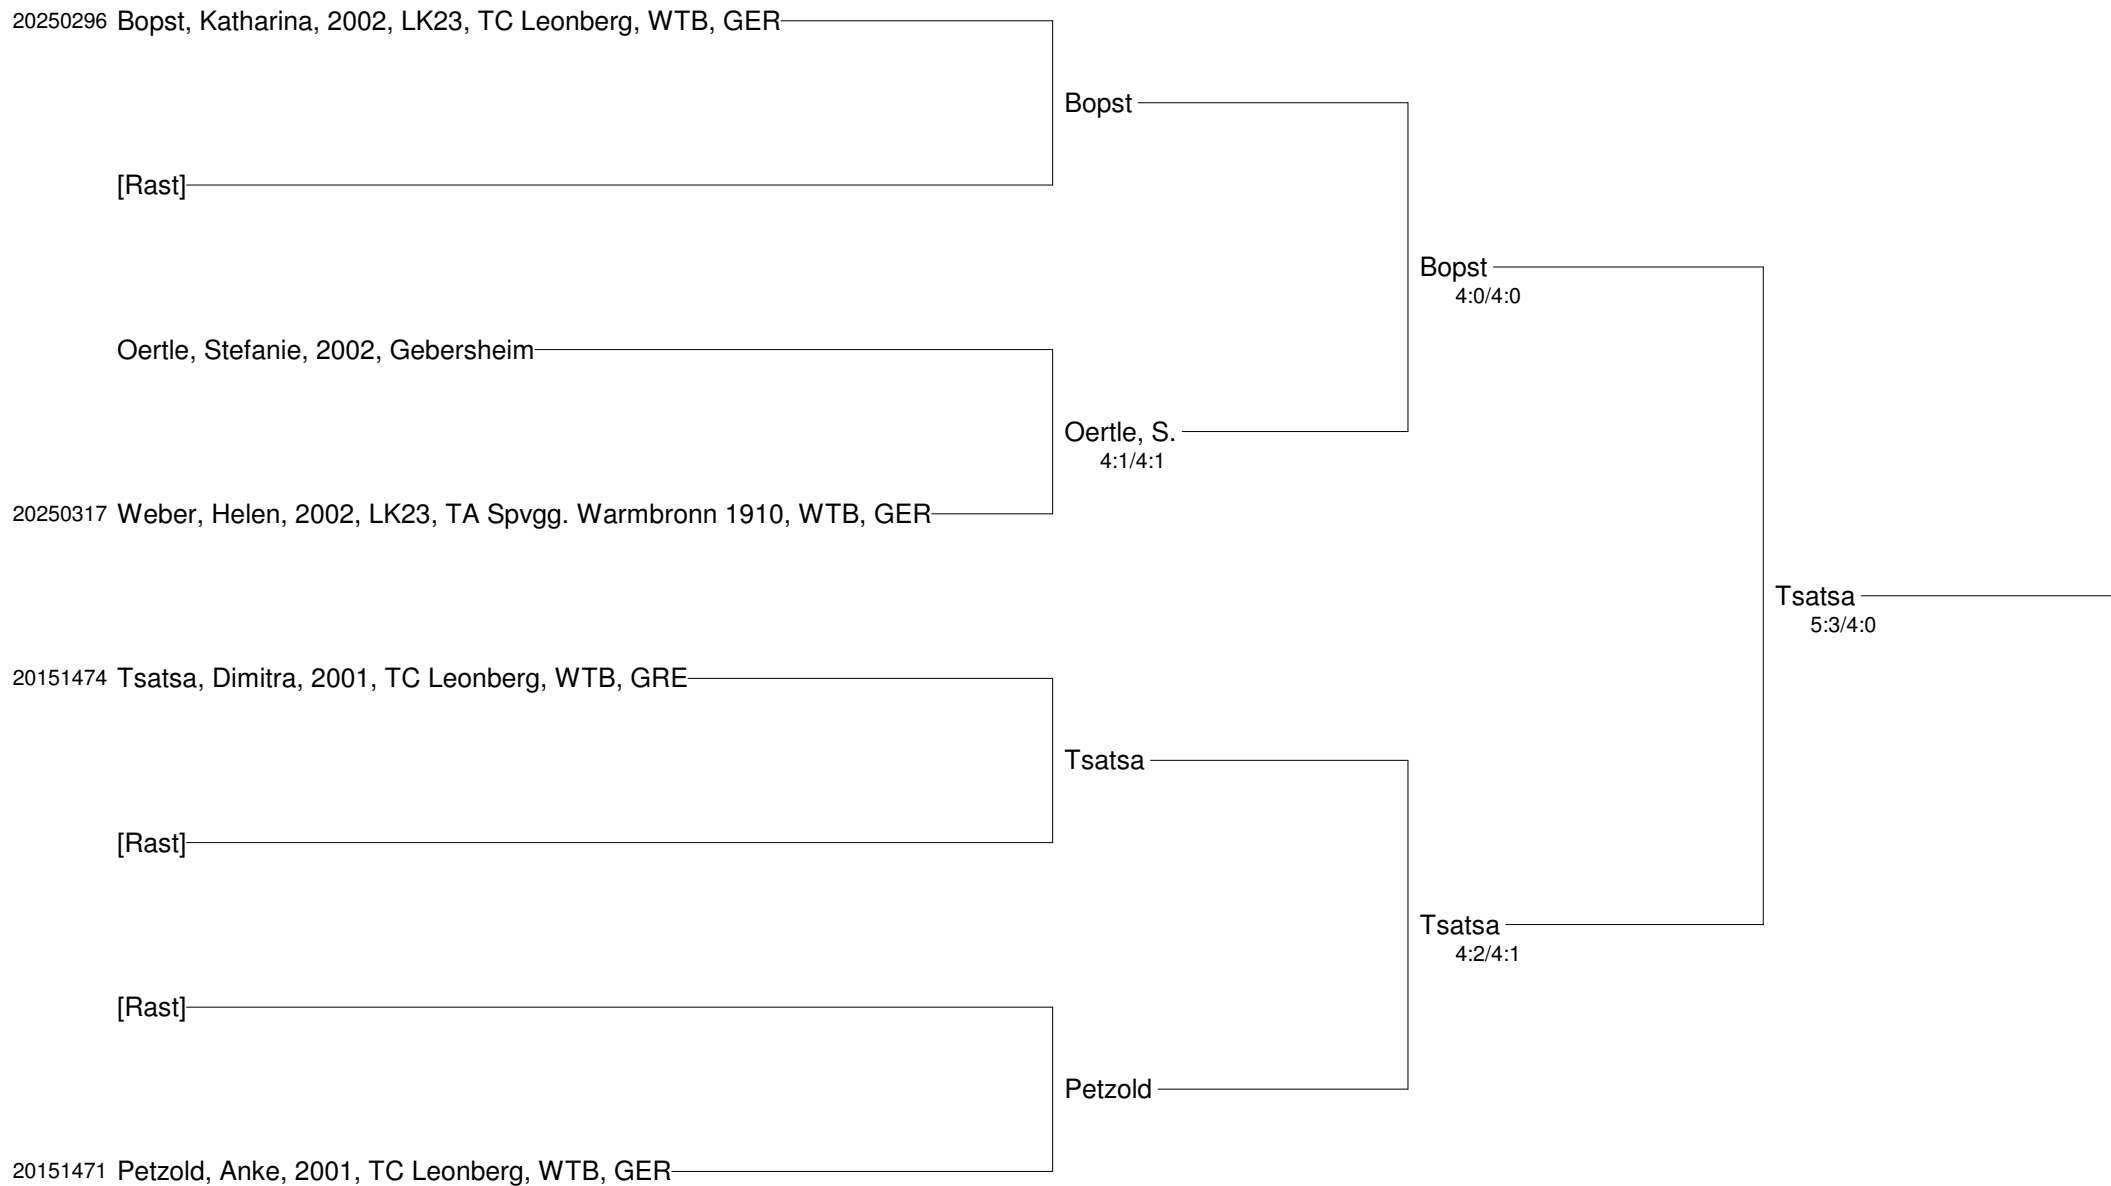 20250296 Bopst, Katharina, 2002, LK23, TC Leonberg, WTB, GER
Bopst
[Rast]
Bopst
4:0/4:0
Oertle, Stefanie, 2002, Gebersheim
Oertle, S.
4:1/4:1
20250317 Weber, Helen, 2002, LK23, TA Spvgg. Warmbronn 1910, WTB, GER
Tsatsa
5:3/4:0
20151474 Tsatsa, Dimitra, 2001, TC Leonberg, WTB, GRE
Tsatsa
[Rast]
Tsatsa
4:2/4:1
[Rast]
Petzold
20151471 Petzold, Anke, 2001, TC Leonberg, WTB, GER